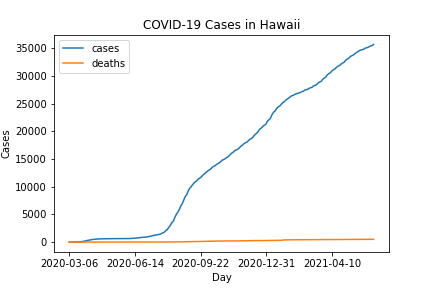 COVID-19 Cases in Hawaii
cases
deaths
35000
30000
25000
20000
15000
10000
5000
0
Cases
2020-03-06 2020-06-14 2020-09-22 2020-12-31 2021-04-10
Day